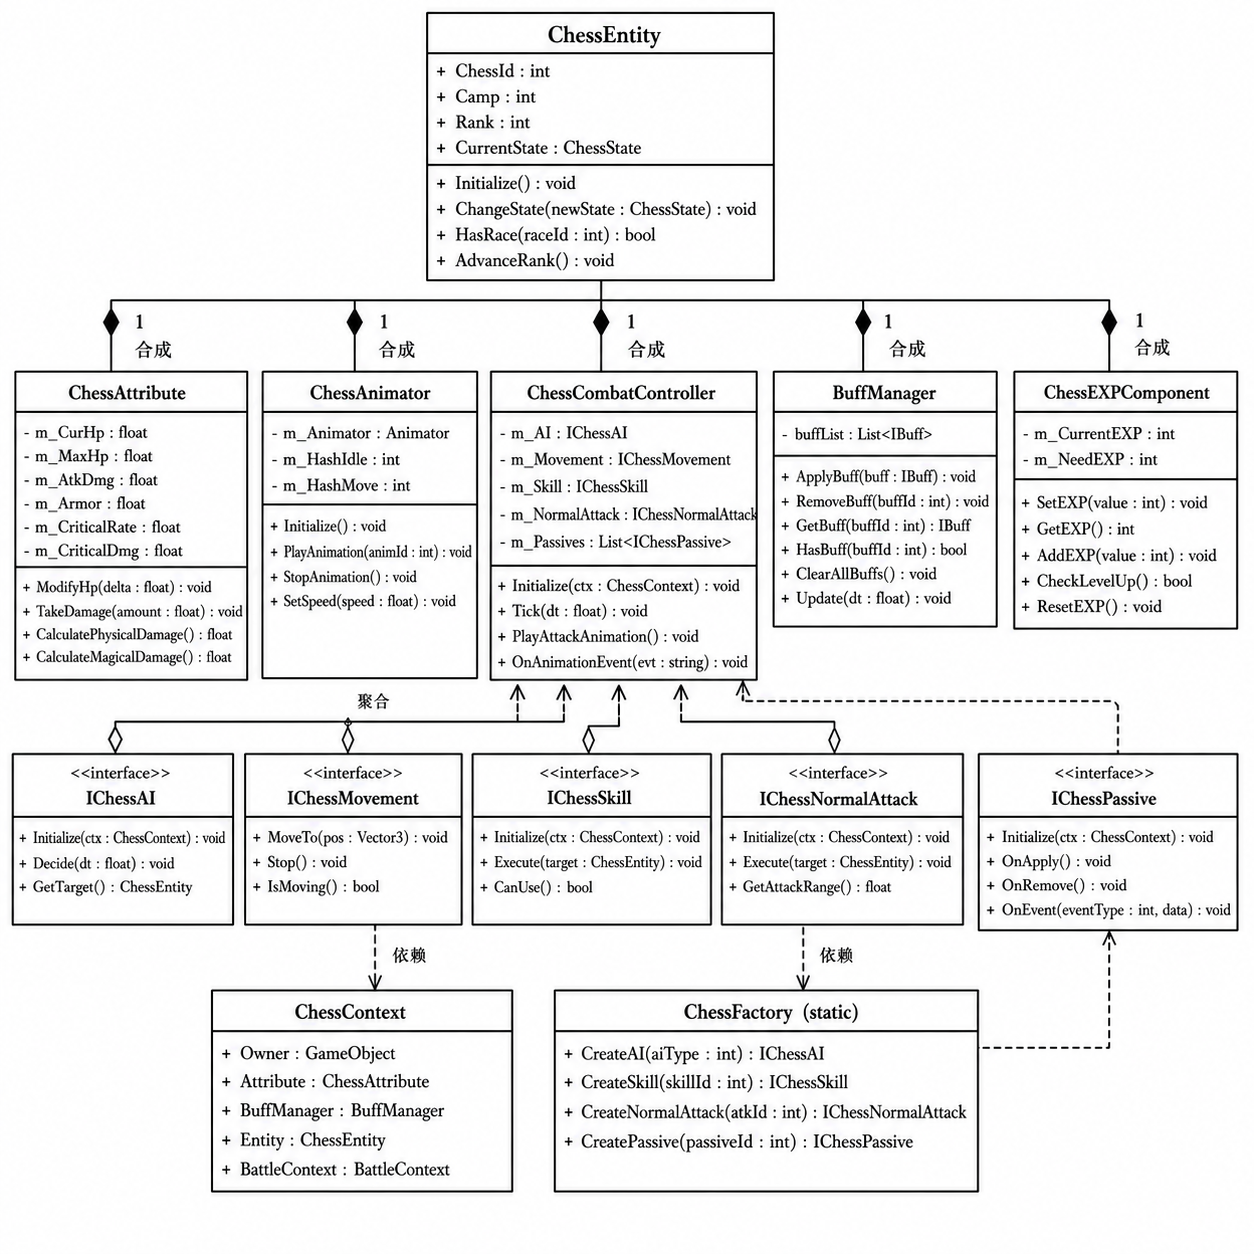 ChessEntity
+ ChessId : int
+ Camp : int
+ Rank : int
+ CurrentState : ChessState
+ Initialize() : void
+ ChangeState(newState : ChessState) : void
+ HasRace(raceId : int) : bool
+ AdvanceRank() : void
1
合成
1
合成
1
合成
1
合成
1
合成
ChessAttribute
- m_CurHp : float
- m_MaxHp : float
- m_AtkDmg : float
- m_Armor : float
- m_CriticalRate : float
- m_CriticalDmg : float
+ ModifyHp(delta : float) : void
+ TakeDamage(amount : float) : void
+ CalculatePhysicalDamage() : float
+ CalculateMagicalDamage() : float
ChessAnimator
- m_Animator : Animator
- m_HashIdle : int
- m_HashMove : int
+ Initialize() : void
+ PlayAnimation(animId : int) : void
+ StopAnimation() : void
+ SetSpeed(speed : float) : void
ChessCombatController
- m_AI : IChessAI
- m_Movement : IChessMovement
- m_Skill : IChessSkill
- m_NormalAttack : IChessNormalAttack
- m_Passives : List<IChessPassive>
+ Initialize(ctx : ChessContext) : void
+ Tick(dt : float) : void
+ PlayAttackAnimation() : void
+ OnAnimationEvent(evt : string) : void
BuffManager
- buffList : List<IBuff>
+ ApplyBuff(buff : IBuff) : void
+ RemoveBuff(buffId : int) : void
+ GetBuff(buffId : int) : IBuff
+ HasBuff(buffId : int) : bool
+ ClearAllBuffs() : void
+ Update(dt : float) : void
ChessEXPComponent
- m_CurrentEXP : int
- m_NeedEXP : int
+ SetEXP(value : int) : void
+ GetEXP() : int
+ AddEXP(value : int) : void
+ CheckLevelUp() : bool
+ ResetEXP() : void
聚合
<<interface>>
IChessAI
+ Initialize(ctx : ChessContext) : void
+ Decide(dt : float) : void
+ GetTarget() : ChessEntity
<<interface>>
IChessMovement
+ MoveTo(pos : Vector3) : void
+ Stop() : void
+ IsMoving() : bool
<<interface>>
IChessSkill
+ Initialize(ctx : ChessContext) : void
+ Execute(target : ChessEntity) : void
+ CanUse() : bool
<<interface>>
IChessNormalAttack
+ Initialize(ctx : ChessContext) : void
+ Execute(target : ChessEntity) : void
+ GetAttackRange() : float
<<interface>>
IChessPassive
+ Initialize(ctx : ChessContext) : void
+ OnApply() : void
+ OnRemove() : void
+ OnEvent(eventType : int, data) : void
依赖
依赖
ChessContext
+ Owner : GameObject
+ Attribute : ChessAttribute
+ BuffManager : BuffManager
+ Entity : ChessEntity
+ BattleContext : BattleContext
ChessFactory (static)
+ CreateAI(aiType : int) : IChessAI
+ CreateSkill(skillId : int) : IChessSkill
+ CreateNormalAttack(atkId : int) : IChessNormalAttack
+ CreatePassive(passiveId : int) : IChessPassive